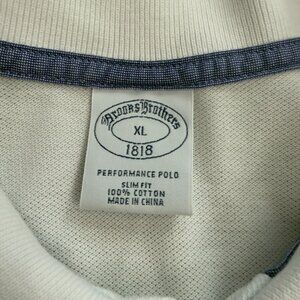 Brooks Brothers
XL
1818
PERFORMANCE POLO
SLIM FIT
100% COTTON
MADE IN CHINA